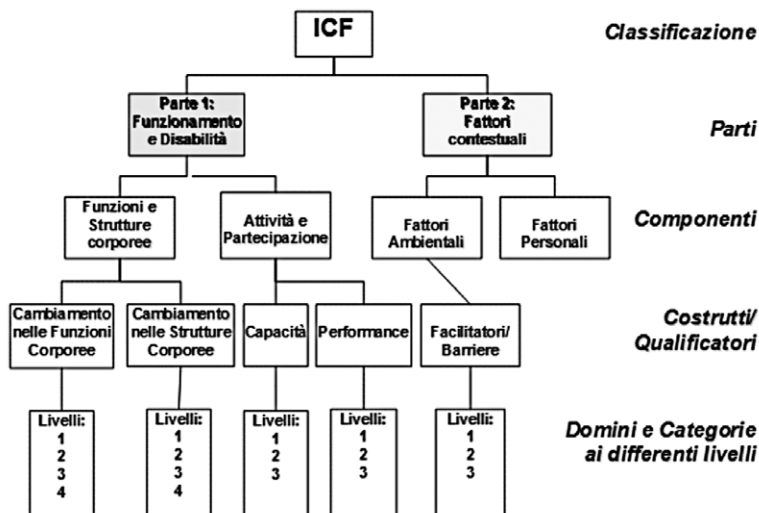 ICF
Classificazione
Parte 1:
Funzionamento
e Disabilità
Parte 2:
Fattori
contestuali
Parti
Funzioni e
Strutture
corporee
Attività e
Partecipazione
Fattori
Ambientali
Fattori
Personali
Componenti
Cambiamento
nelle Funzioni
Corporee
Cambiamento
nelle Strutture
Corporee
Capacità
Performance
Facilitatori/
Barriere
Costrutti/
Qualificatori
Livelli:
1
2
3
4
Livelli:
1
2
3
4
Livelli:
1
2
3
Livelli:
1
2
3
Livelli:
1
2
3
Domini e Categorie
ai differenti livelli